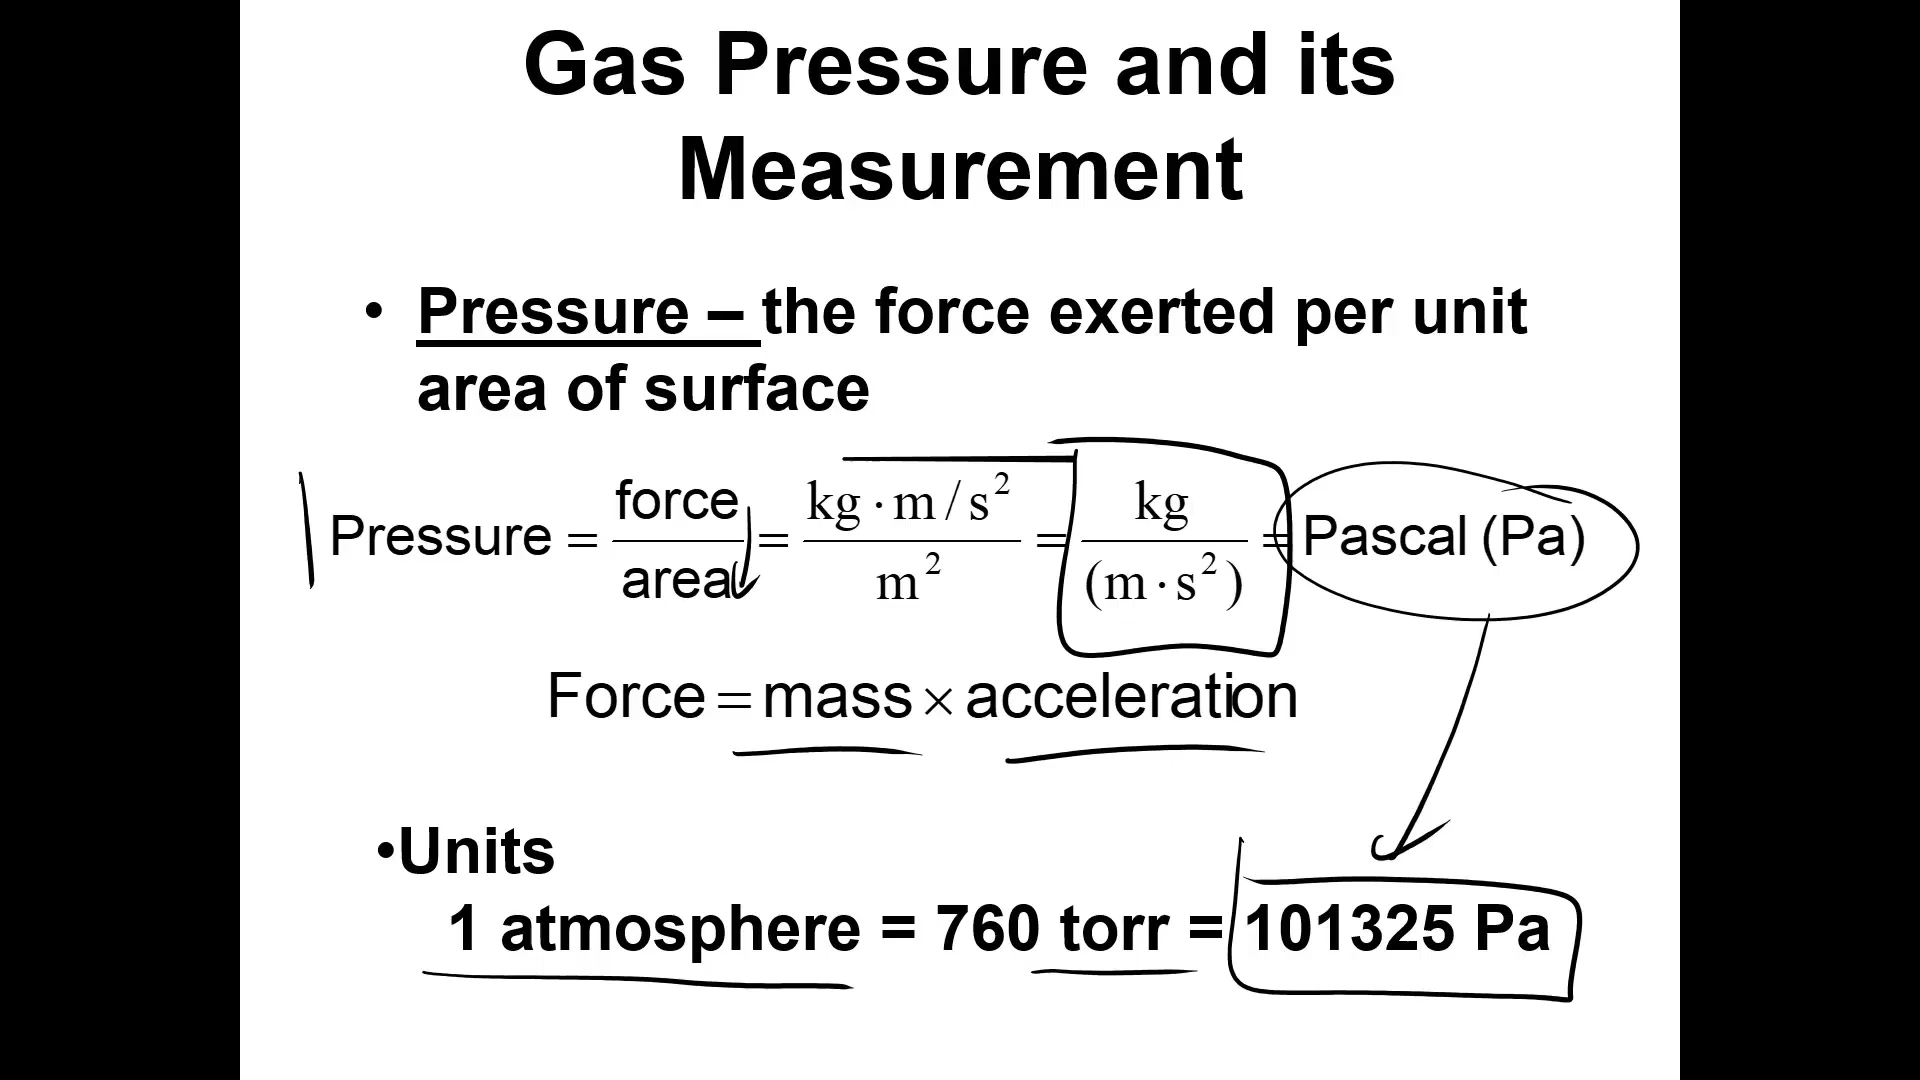 Gas Pressure and its
Measurement
• Pressure – the force exerted per unit
area of surface
Pressure = force/area = kg · m / s² / m² = kg / (m · s²) = Pascal (Pa)
Force = mass × acceleration
•Units
1 atmosphere = 760 torr = 101325 Pa